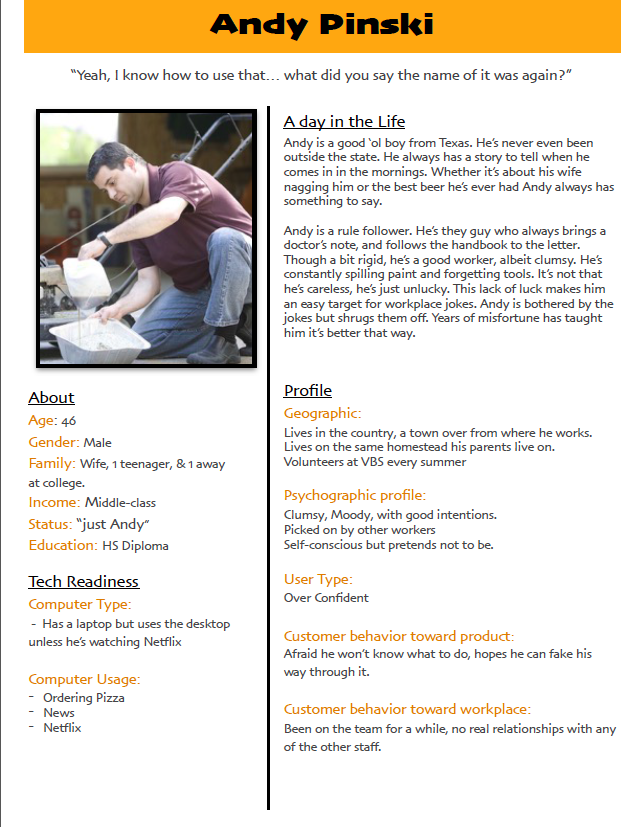 Andy Pinski
“Yeah, I know how to use that… what did you say the name of it was again?”
A day in the Life
Andy is a good ‘ol boy from Texas. He’s never even been
outside the state. He always has a story to tell when he
comes in in the mornings. Whether it’s about his wife
nagging him or the best beer he’s ever had Andy always has
something to say.
Andy is a rule follower. He’s they guy who always brings a
doctor’s note, and follows the handbook to the letter.
Though a bit rigid, he’s a good worker, albeit clumsy. He’s
constantly spilling paint and forgetting tools. It’s not that
he’s careless, he’s just unlucky. This lack of luck makes him
an easy target for workplace jokes. Andy is bothered by the
jokes but shrugs them off. Years of misfortune has taught
him it’s better that way.
About
Age: 46
Gender: Male
Family: Wife, 1 teenager, & 1 away
at college.
Income: Middle-class
Status: “just Andy”
Education: HS Diploma
Tech Readiness
Computer Type:
- Has a laptop but uses the desktop
unless he’s watching Netflix
Computer Usage:
- Ordering Pizza
- News
- Netflix
Profile
Geographic:
Lives in the country, a town over from where he works.
Lives on the same homestead his parents live on.
Volunteers at VBS every summer
Psychographic profile:
Clumsy, Moody, with good intentions.
Picked on by other workers
Self-conscious but pretends not to be.
User Type:
Over Confident
Customer behavior toward product:
Afraid he won’t know what to do, hopes he can fake his
way through it.
Customer behavior toward workplace:
Been on the team for a while, no real relationships with any
of the other staff.